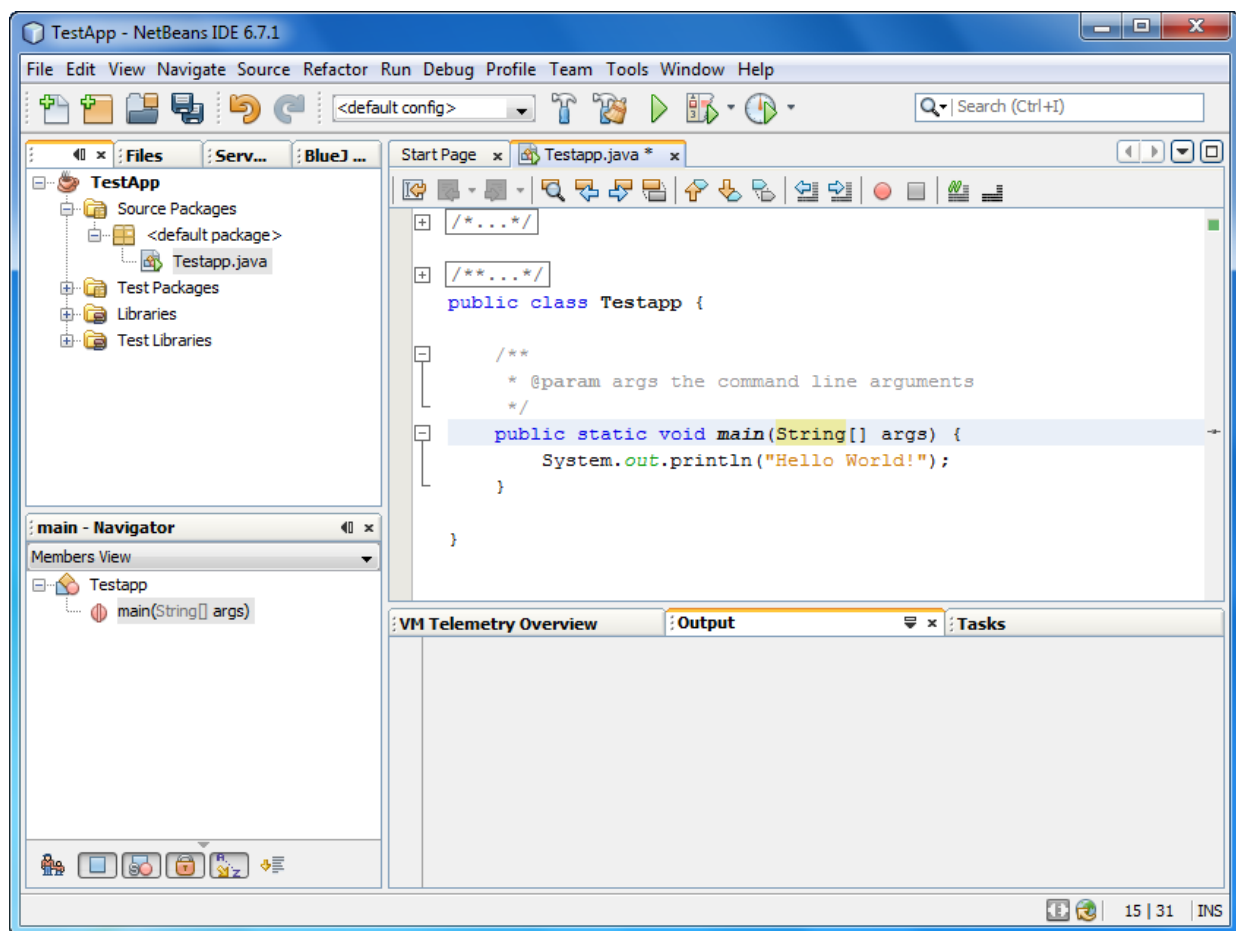 TestApp - NetBeans IDE 6.7.1
File Edit View Navigate Source Refactor Run Debug Profile Team Tools Window Help
<default config>
Search (Ctrl+I)
Files
Serv...
BlueJ ...
TestApp
Source Packages
<default package>
Testapp.java
Test Packages
Libraries
Test Libraries
main - Navigator
Members View
Testapp
main(String[] args)
Start Page
Testapp.java *
/*...*/
/**...*/
public class Testapp {
/**
* @param args the command line arguments
*/
public static void main(String[] args) {
System.out.println("Hello World!");
}
}
VM Telemetry Overview
Output
Tasks
15 | 31
INS